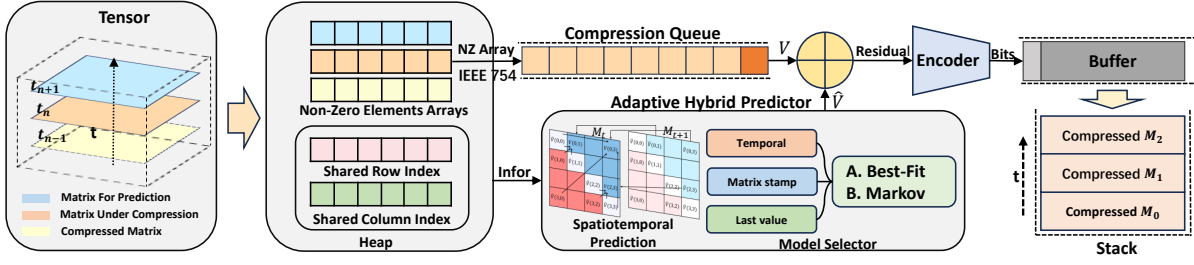 Tensor
t_{n+1}
t_n
t_{n-1}
t
Matrix For Prediction
Matrix Under Compression
Compressed Matrix
Non-Zero Elements Arrays
Shared Row Index
Shared Column Index
Heap
NZ Array
IEEE 754
Infor
Compression Queue
V
Residual
Encoder
Bits
Buffer
Adaptive Hybrid Predictor
V̂
M_t
M_{t+1}
Spatiotemporal
Prediction
Temporal
Matrix stamp
Last value
A. Best-Fit
B. Markov
Model Selector
t
Compressed M_2
Compressed M_1
Compressed M_0
Stack